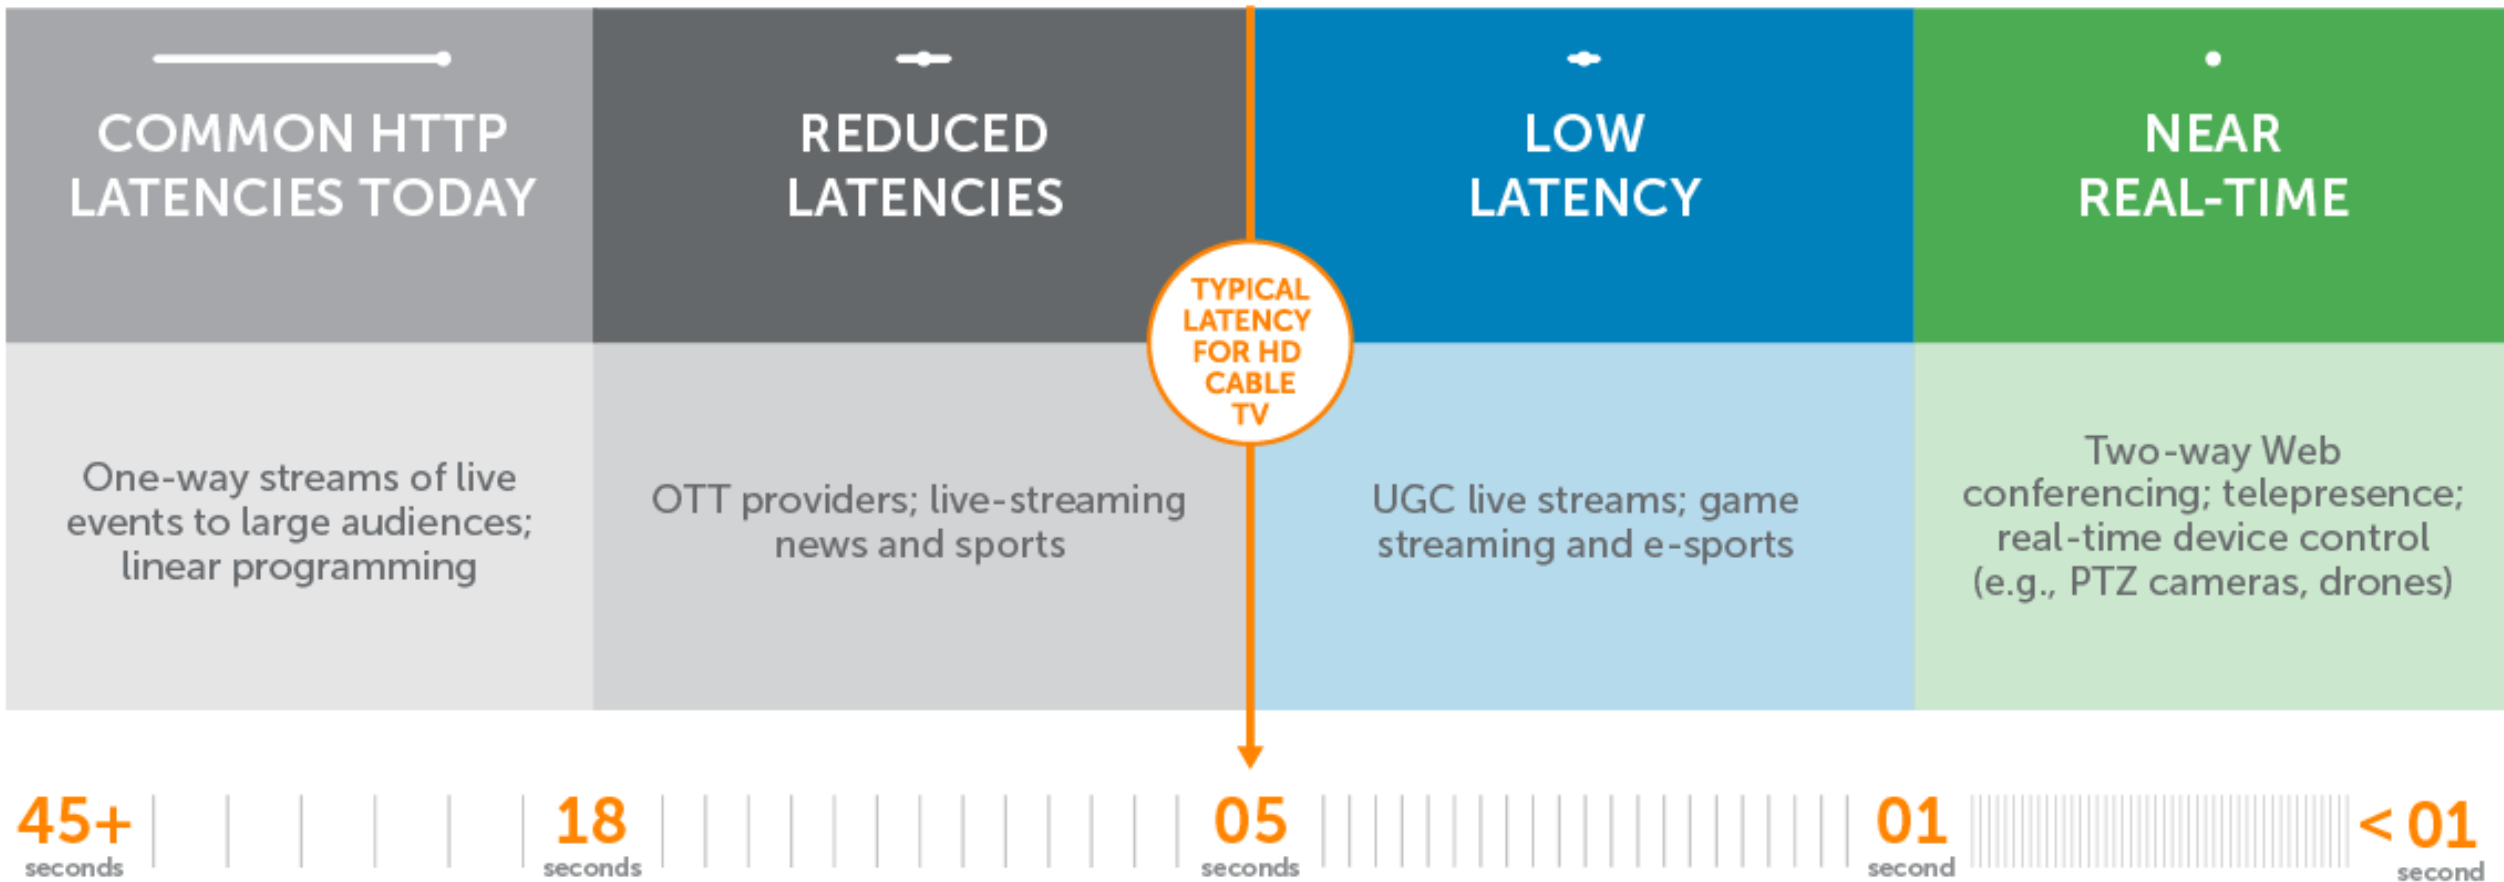 COMMON HTTP
LATENCIES TODAY
REDUCED
LATENCIES
LOW
LATENCY
NEAR
REAL-TIME
TYPICAL
LATENCY
FOR HD
CABLE
TV
One-way streams of live
events to large audiences;
linear programming
OTT providers; live-streaming
news and sports
UGC live streams; game
streaming and e-sports
Two-way Web
conferencing; telepresence;
real-time device control
(e.g., PTZ cameras, drones)
45+
seconds
18
seconds
05
seconds
01
second
< 01
second